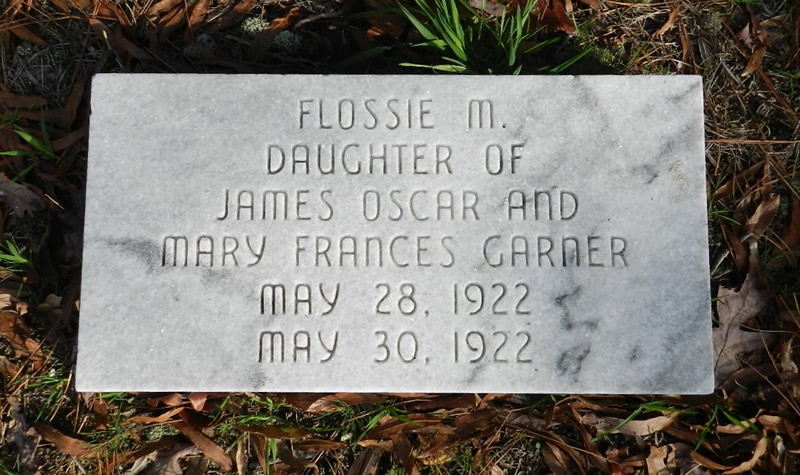 FLOSSIE M.
DAUGHTER OF
JAMES OSCAR AND
MARY FRANCES GARNER
MAY 28, 1922
MAY 30, 1922